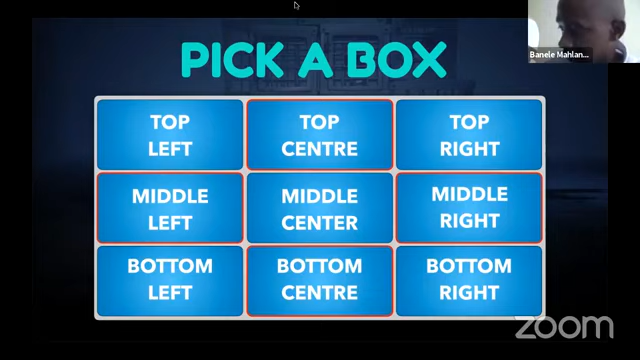 Banele Mahlan...
PICK A BOX
TOP
LEFT
TOP
CENTRE
TOP
RIGHT
MIDDLE
LEFT
MIDDLE
CENTER
MIDDLE
RIGHT
BOTTOM
LEFT
BOTTOM
CENTRE
BOTTOM
RIGHT
zoom